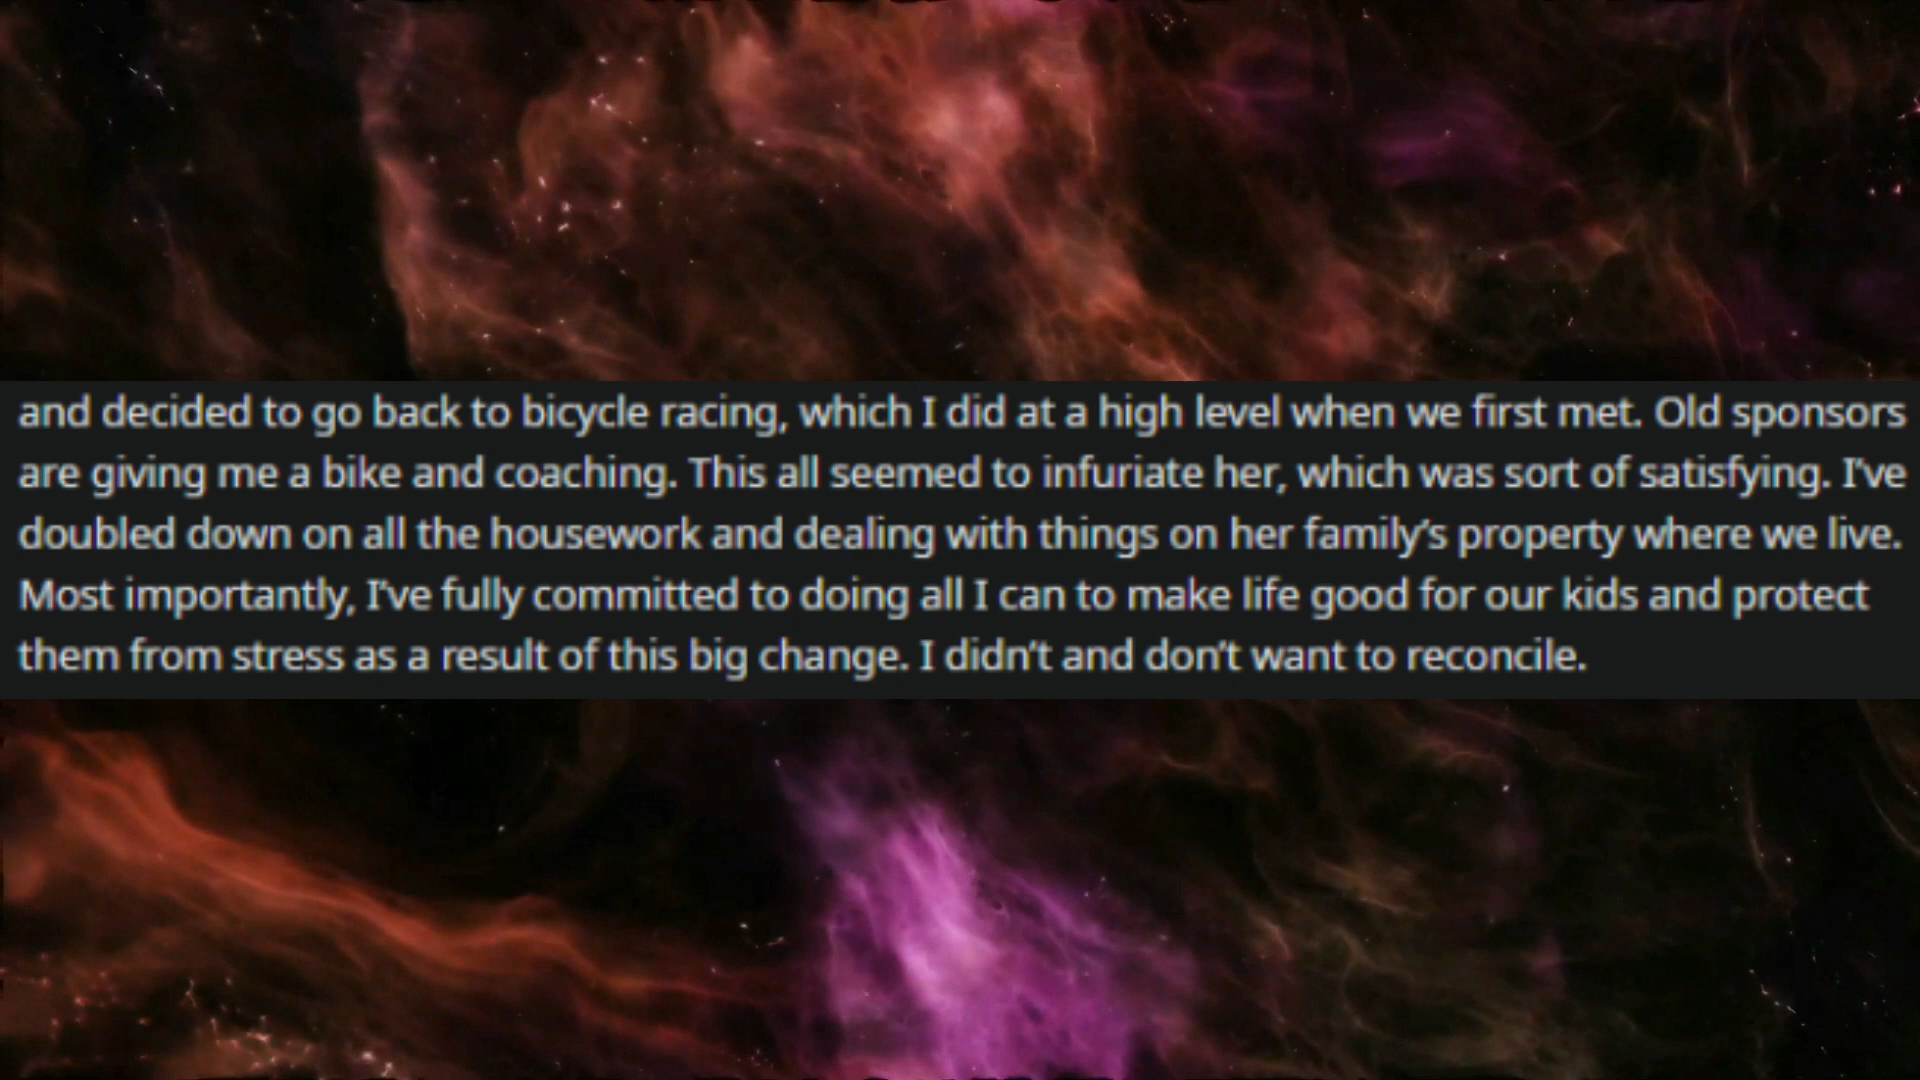 and decided to go back to bicycle racing, which I did at a high level when we first met. Old sponsors
are giving me a bike and coaching. This all seemed to infuriate her, which was sort of satisfying. I’ve
doubled down on all the housework and dealing with things on her family’s property where we live.
Most importantly, I’ve fully committed to doing all I can to make life good for our kids and protect
them from stress as a result of this big change. I didn’t and don’t want to reconcile.